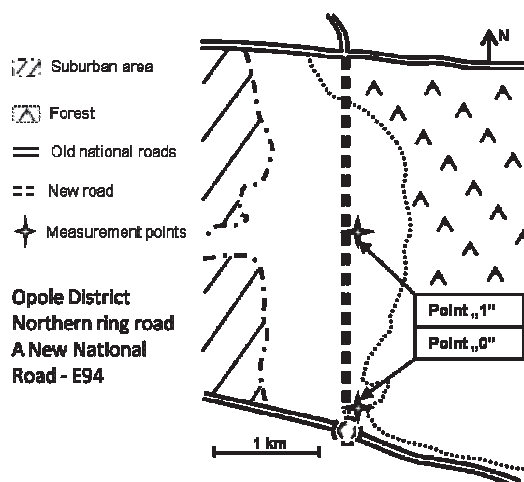 Suburban area
Forest
Old national roads
New road
Measurement points
Opole District
Northern ring road
A New National
Road - E94
N
Point „1”
Point „0”
1 km